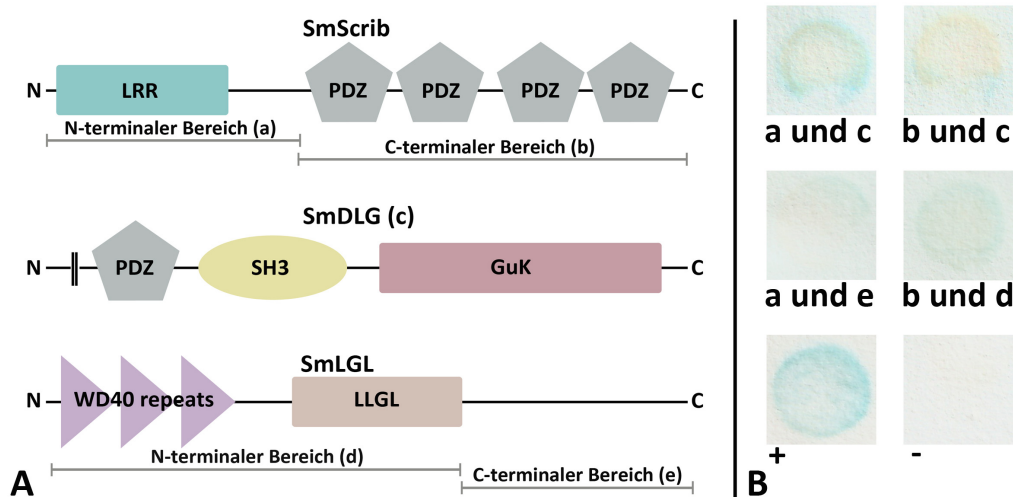 SmScrib
N
LRR
PDZ
PDZ
PDZ
PDZ
C
N-terminaler Bereich (a)
C-terminaler Bereich (b)
SmDLG (c)
N
PDZ
SH3
GuK
C
SmLGL
N
WD40 repeats
LLGL
C
N-terminaler Bereich (d)
C-terminaler Bereich (e)
A
a und c
b und c
a und e
b und d
+
-
B